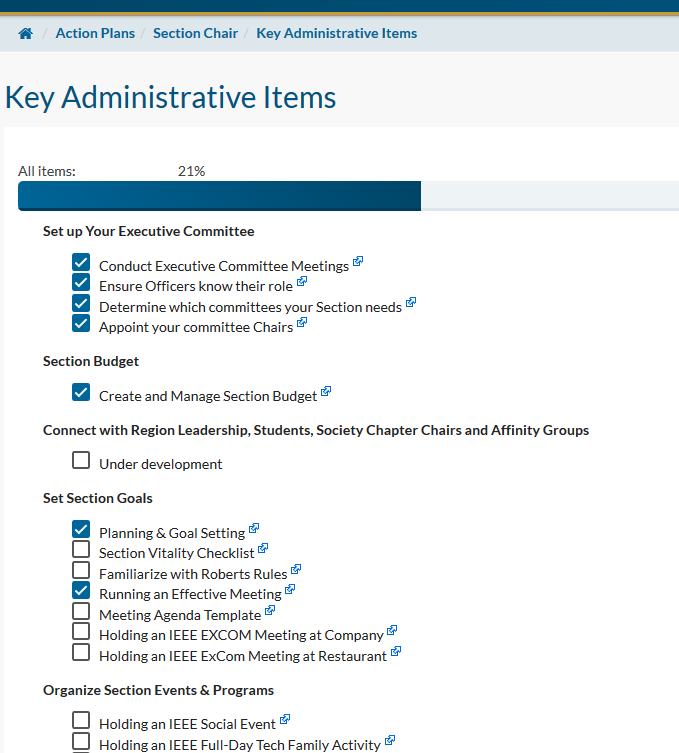 / Action Plans / Section Chair / Key Administrative Items
Key Administrative Items
All items: 21%
Set up Your Executive Committee
Conduct Executive Committee Meetings
Ensure Officers know their role
Determine which committees your Section needs
Appoint your committee Chairs
Section Budget
Create and Manage Section Budget
Connect with Region Leadership, Students, Society Chapter Chairs and Affinity Groups
Under development
Set Section Goals
Planning & Goal Setting
Section Vitality Checklist
Familiarize with Roberts Rules
Running an Effective Meeting
Meeting Agenda Template
Holding an IEEE EXCOM Meeting at Company
Holding an IEEE ExCom Meeting at Restaurant
Organize Section Events & Programs
Holding an IEEE Social Event
Holding an IEEE Full-Day Tech Family Activity